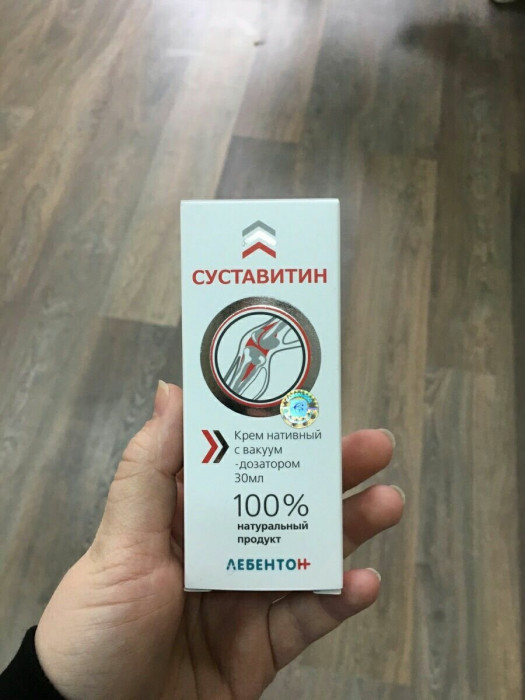 СУСТАВИТИН
Крем нативный
с вакуум
-дозатором
30мл
100%
натуральный
продукт
ЛЕБЕНТОН